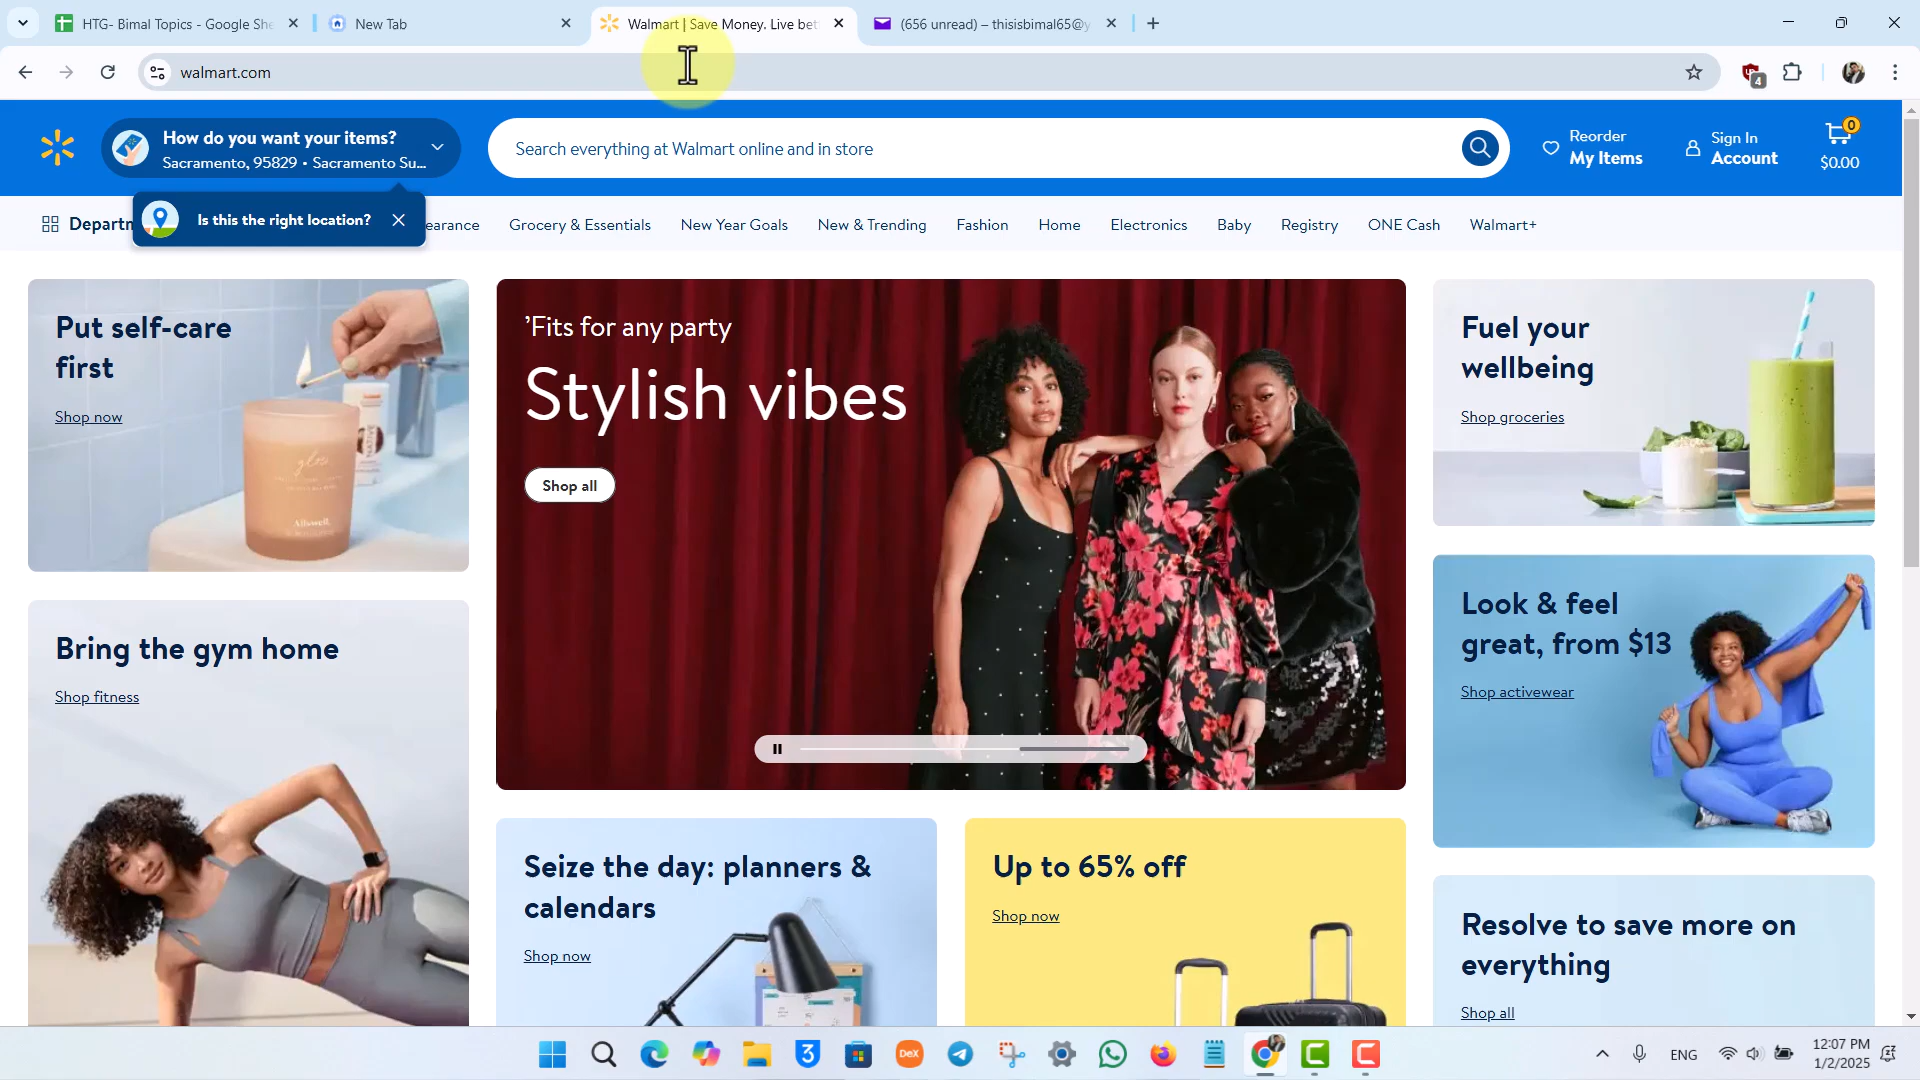 HTG- Bimal Topics - Google She
New Tab
Walmart | Save Money. Live bet
(656 unread) – thisisbimal65@y
walmart.com
4
How do you want your items?
Sacramento, 95829 • Sacramento Su...
Search everything at Walmart online and in store
Reorder
My Items
Sign In
Account
0
$0.00
Departm
Is this the right location?
earance
Grocery & Essentials
New Year Goals
New & Trending
Fashion
Home
Electronics
Baby
Registry
ONE Cash
Walmart+
Put self-care
first
Shop now
Allswell
NATIVE
’Fits for any party
Stylish vibes
Shop all
Fuel your
wellbeing
Shop groceries
Look & feel
great, from $13
Shop activewear
Bring the gym home
Shop fitness
Seize the day: planners &
calendars
Shop now
Up to 65% off
Shop now
Resolve to save more on
everything
Shop all
3
DeX
ENG
12:07 PM
1/2/2025